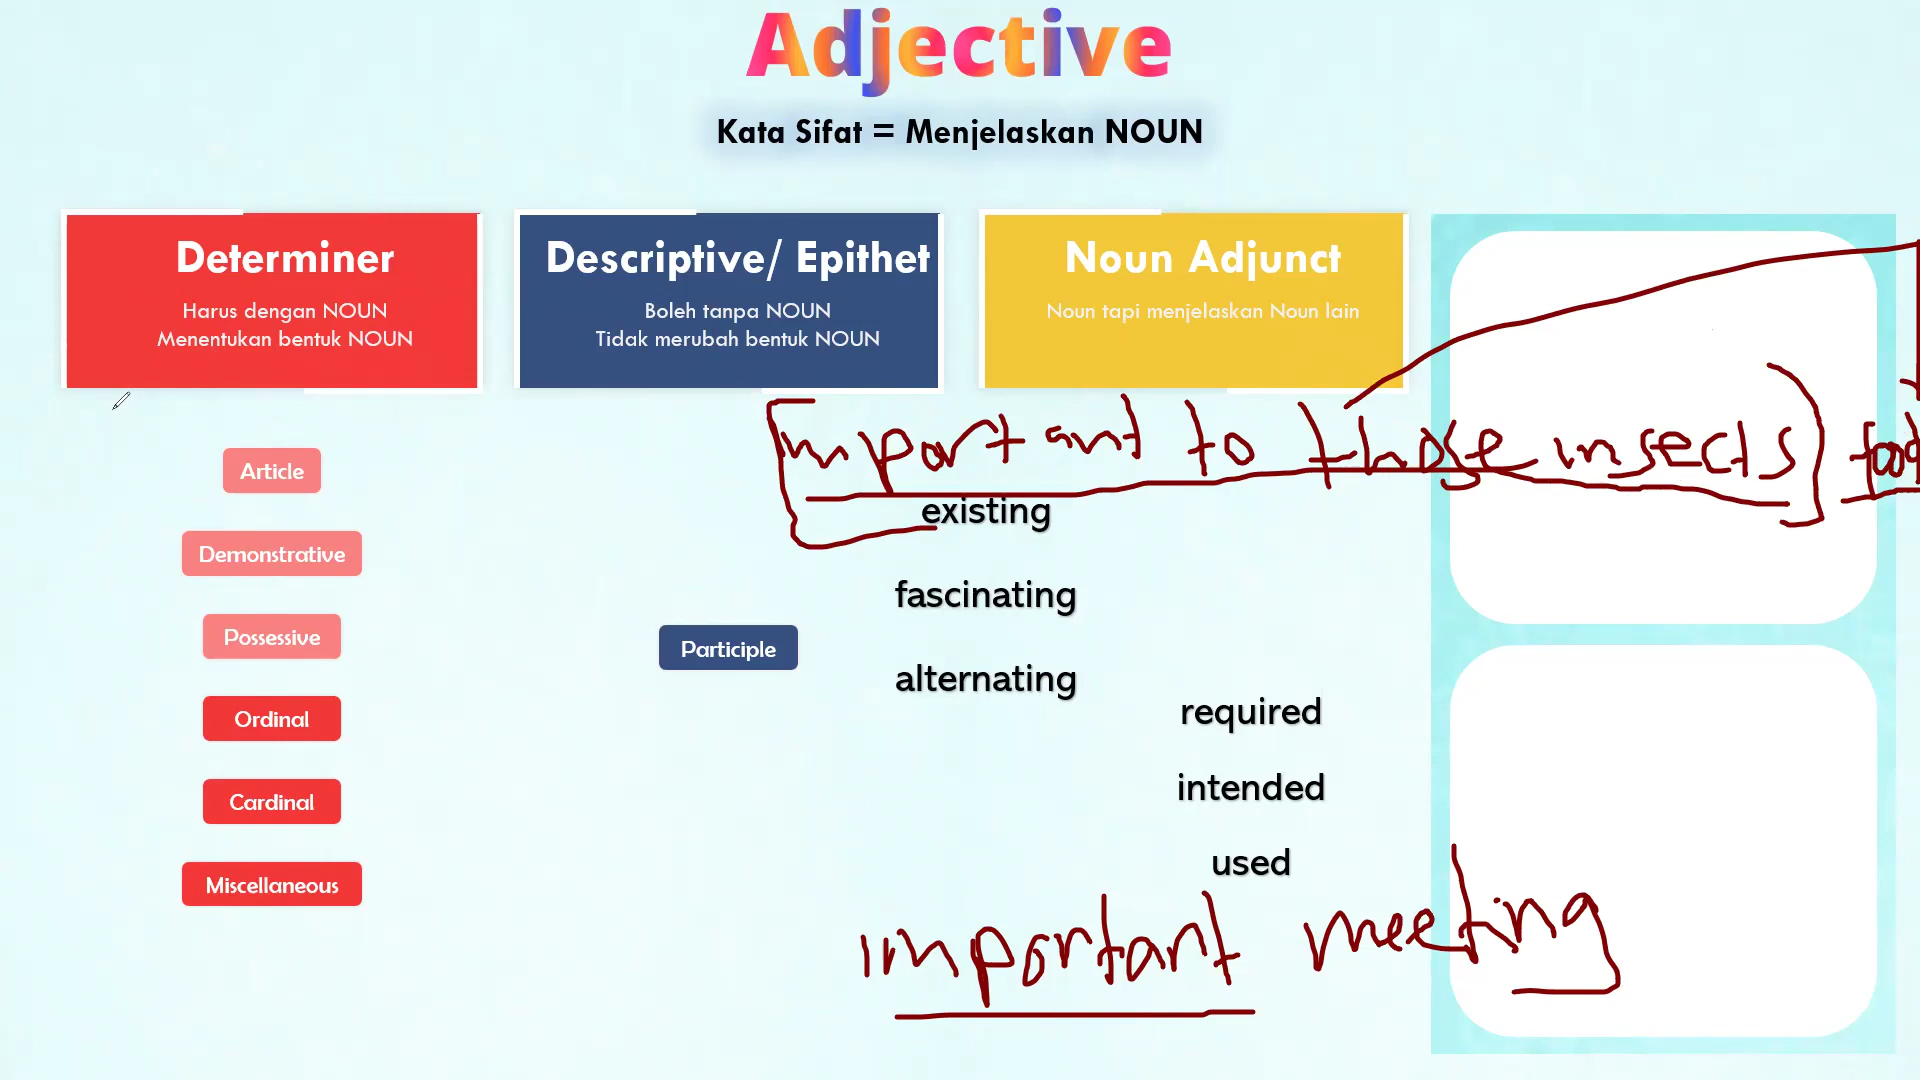 Adjective
Kata Sifat = Menjelaskan NOUN
Determiner
Harus dengan NOUN
Menentukan bentuk NOUN
Descriptive/ Epithet
Boleh tanpa NOUN
Tidak merubah bentuk NOUN
Noun Adjunct
Noun tapi menjelaskan Noun lain
Article
Demonstrative
Possessive
Ordinal
Cardinal
Miscellaneous
important to those insects)
existing
fascinating
Participle
alternating
required
intended
used
important meeting